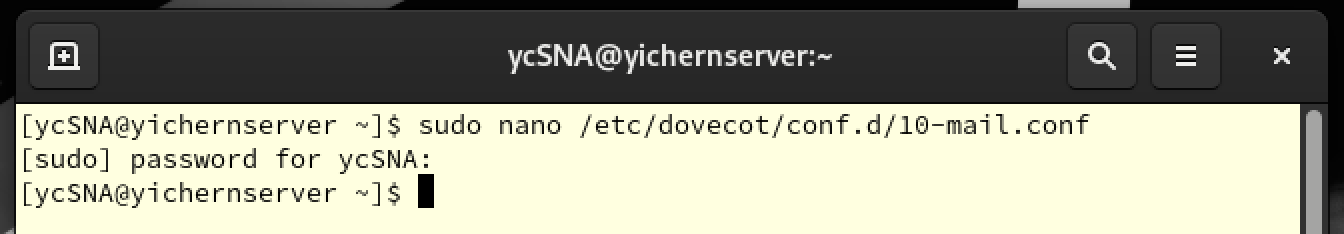 ycSNA@yichernserver:~
[ycSNA@yichernserver ~]$ sudo nano /etc/dovecot/conf.d/10-mail.conf
[sudo] password for ycSNA:
[ycSNA@yichernserver ~]$